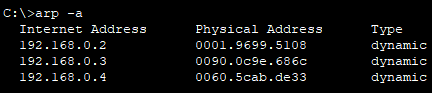 C:\>arp -a
Internet Address Physical Address Type
192.168.0.2 0001.9699.5108 dynamic
192.168.0.3 0090.0c9e.686c dynamic
192.168.0.4 0060.5cab.de33 dynamic